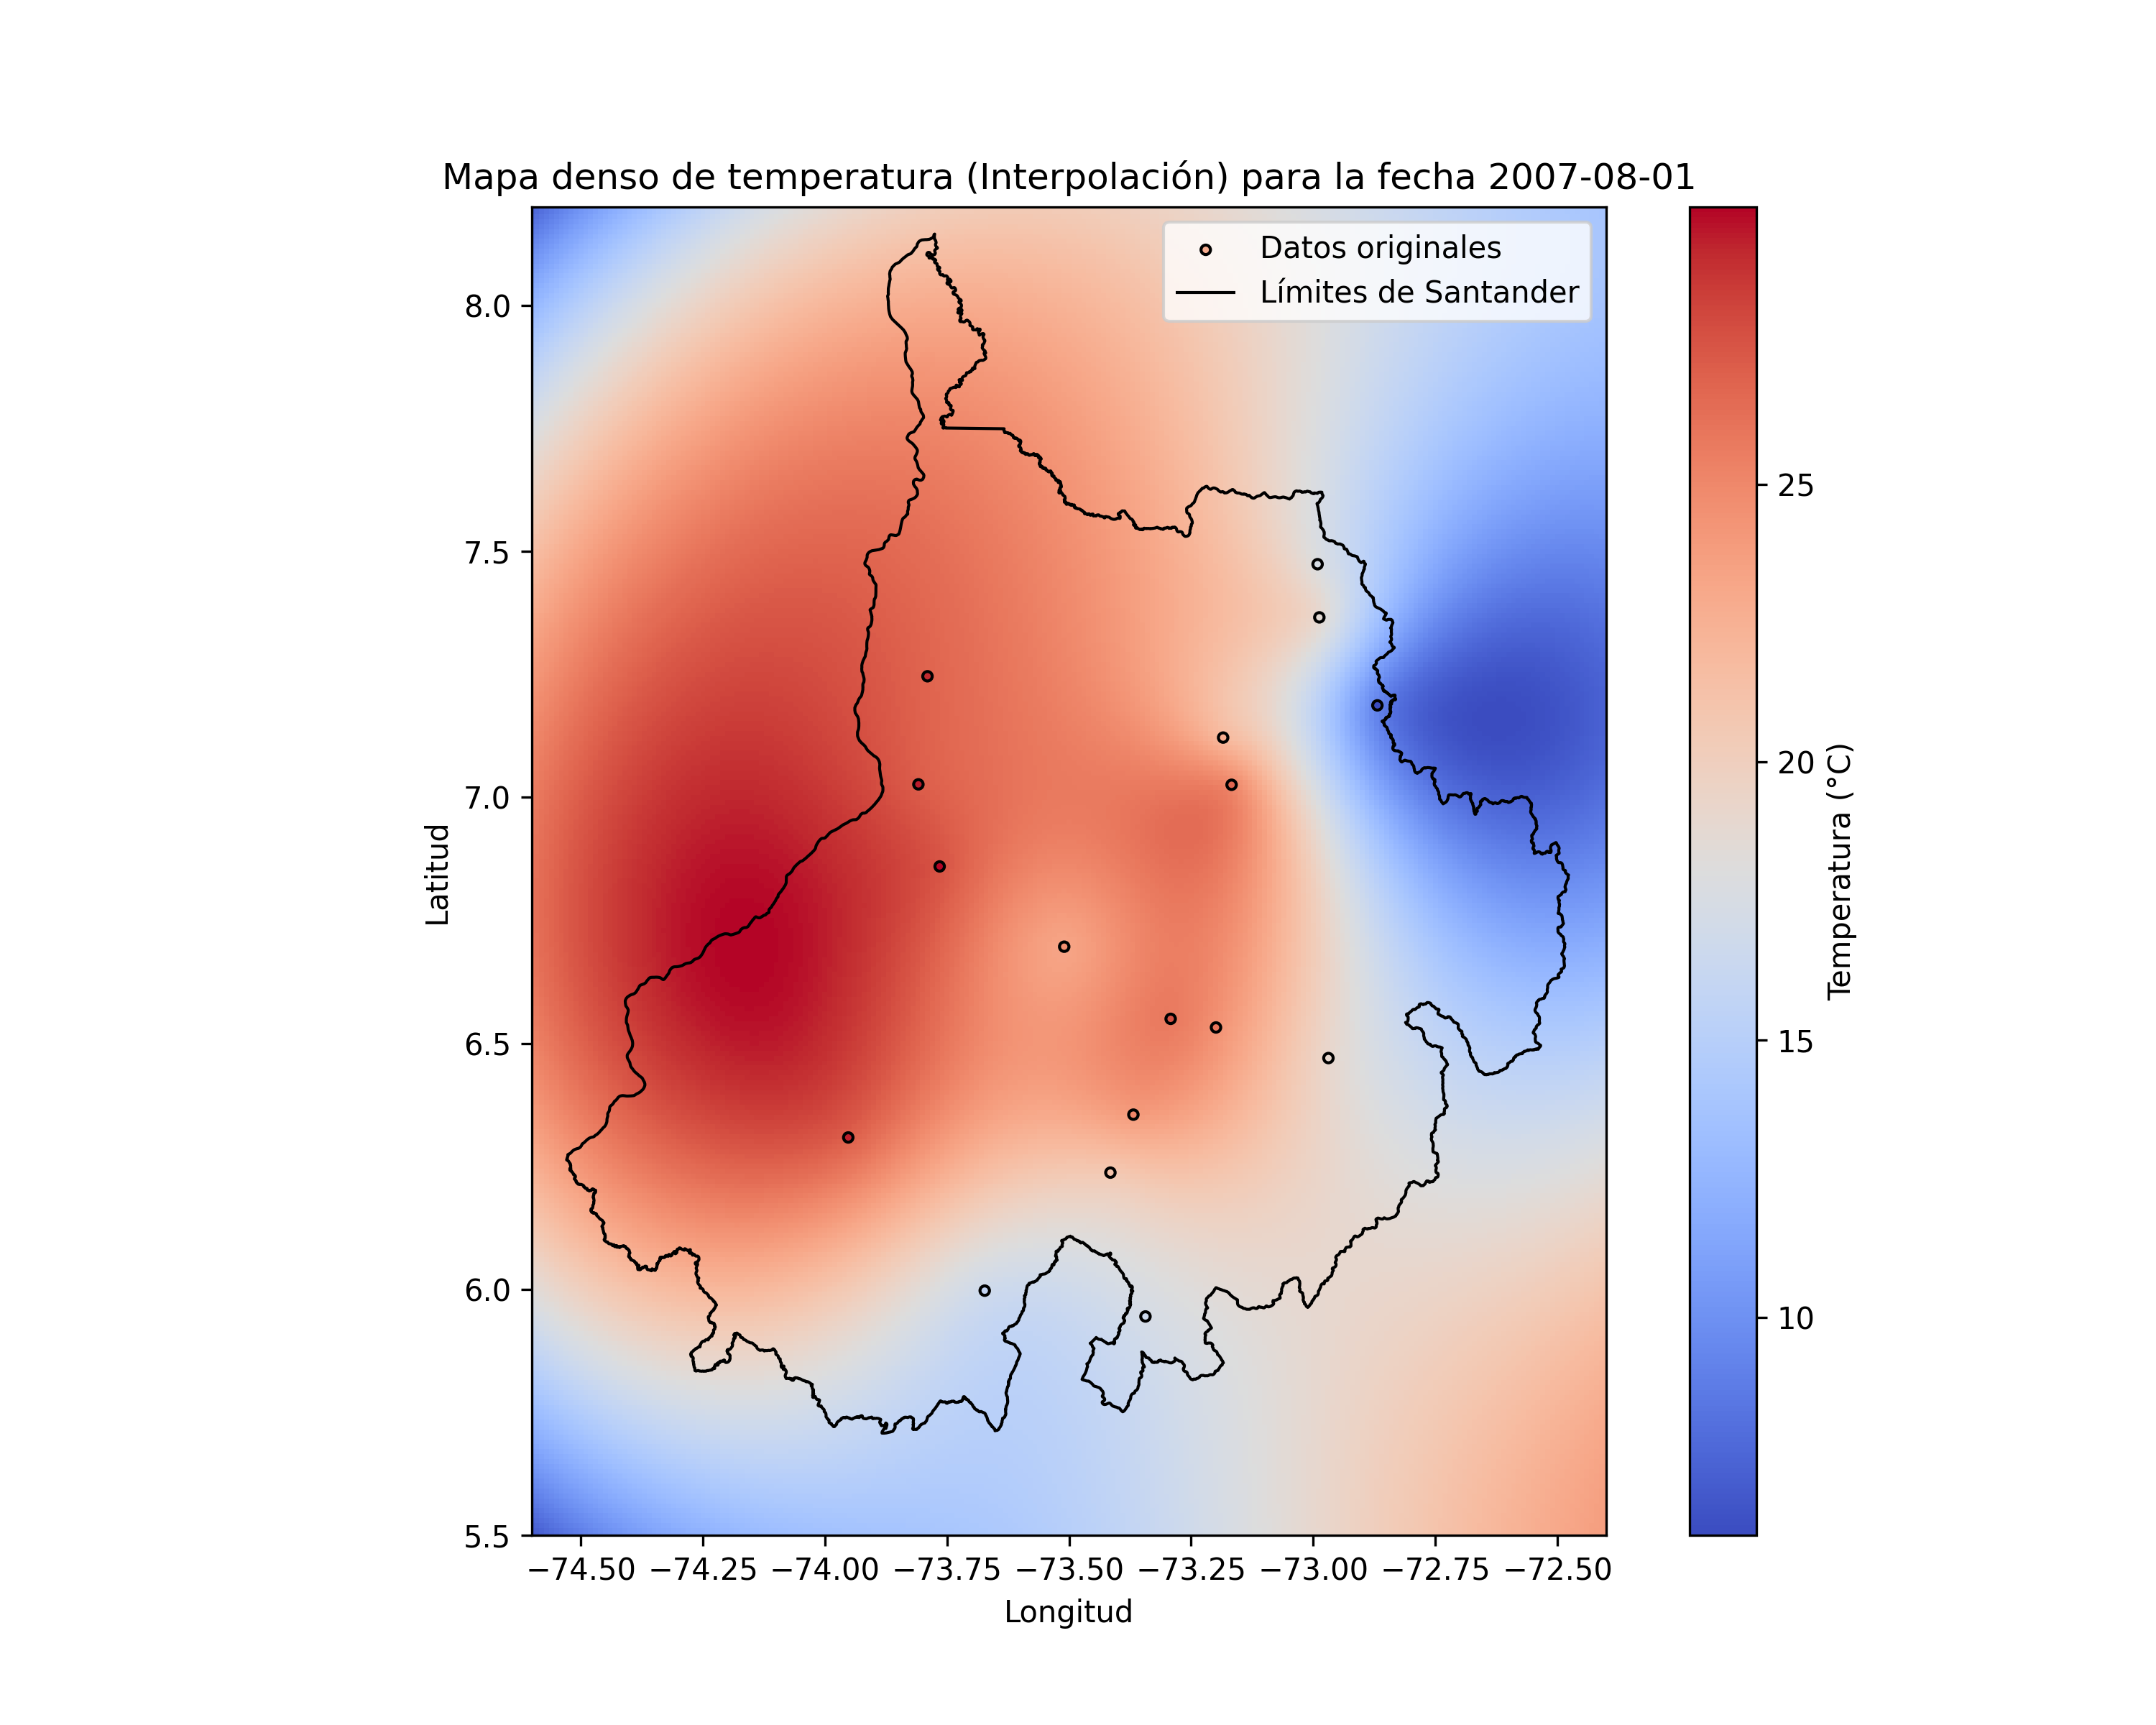 Mapa denso de temperatura (Interpolación) para la fecha 2007-08-01
Datos originales
Límites de Santander
8.0
7.5
7.0
6.5
6.0
5.5
Latitud
−74.50 −74.25 −74.00 −73.75 −73.50 −73.25 −73.00 −72.75 −72.50
Longitud
25
20
15
10
Temperatura (°C)